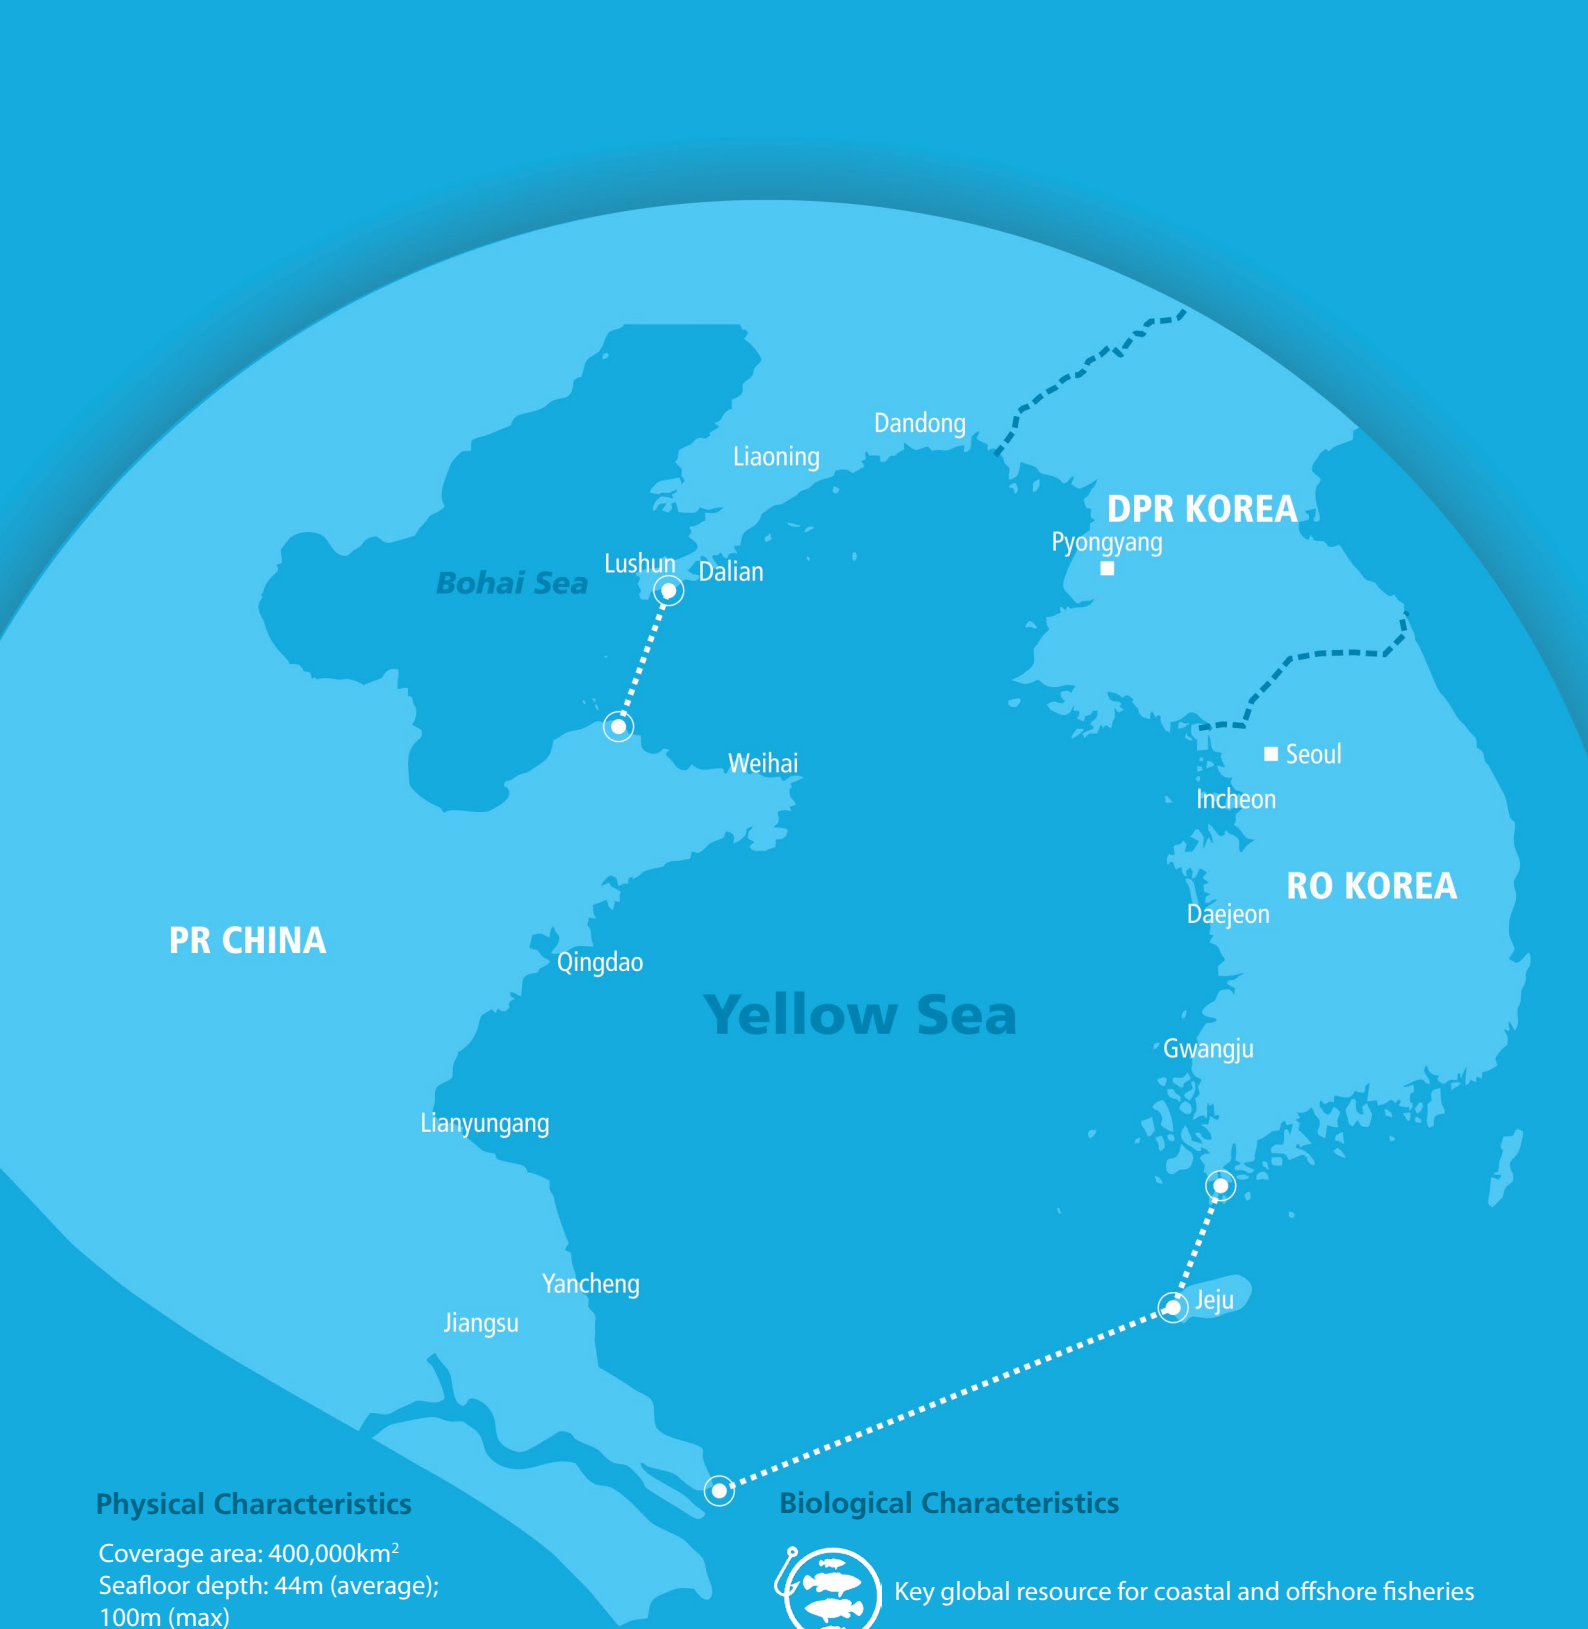 Dandong
Liaoning
DPR KOREA
Pyongyang
Lushun
Dalian
Bohai Sea
Seoul
Weihai
Incheon
RO KOREA
Daejeon
PR CHINA
Qingdao
Yellow Sea
Gwangju
Lianyungang
Yancheng
Jeju
Jiangsu
Physical Characteristics
Coverage area: 400,000km²
Seafloor depth: 44m (average);
100m (max)
Biological Characteristics
Key global resource for coastal and offshore fisheries